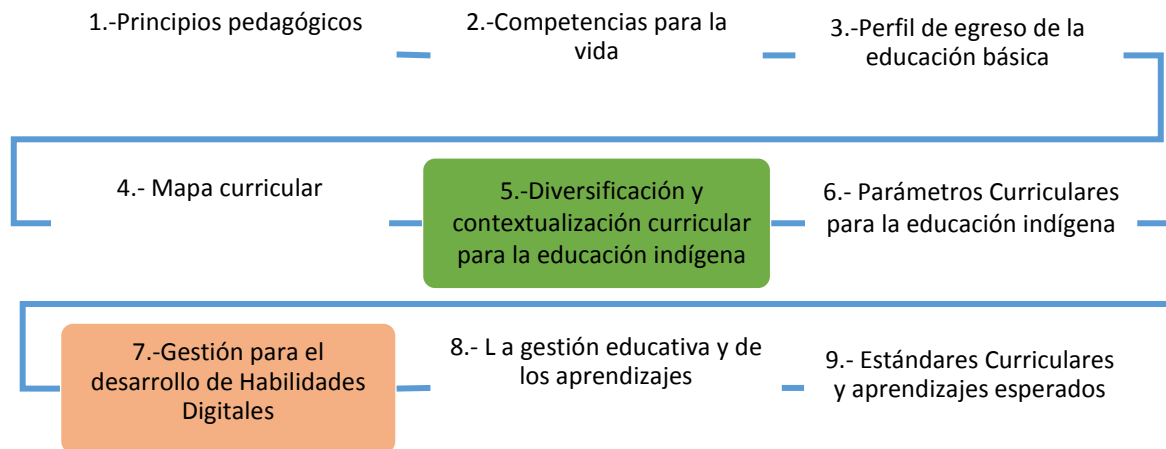 1.-Principios pedagógicos
2.-Competencias para la
vida
3.-Perfil de egreso de la
educación básica
4.- Mapa curricular
5.-Diversificación y
contextualización curricular
para la educación indígena
6.- Parámetros Curriculares
para la educación indígena
7.-Gestión para el
desarrollo de Habilidades
Digitales
8.- L a gestión educativa y de
los aprendizajes
9.- Estándares Curriculares
y aprendizajes esperados